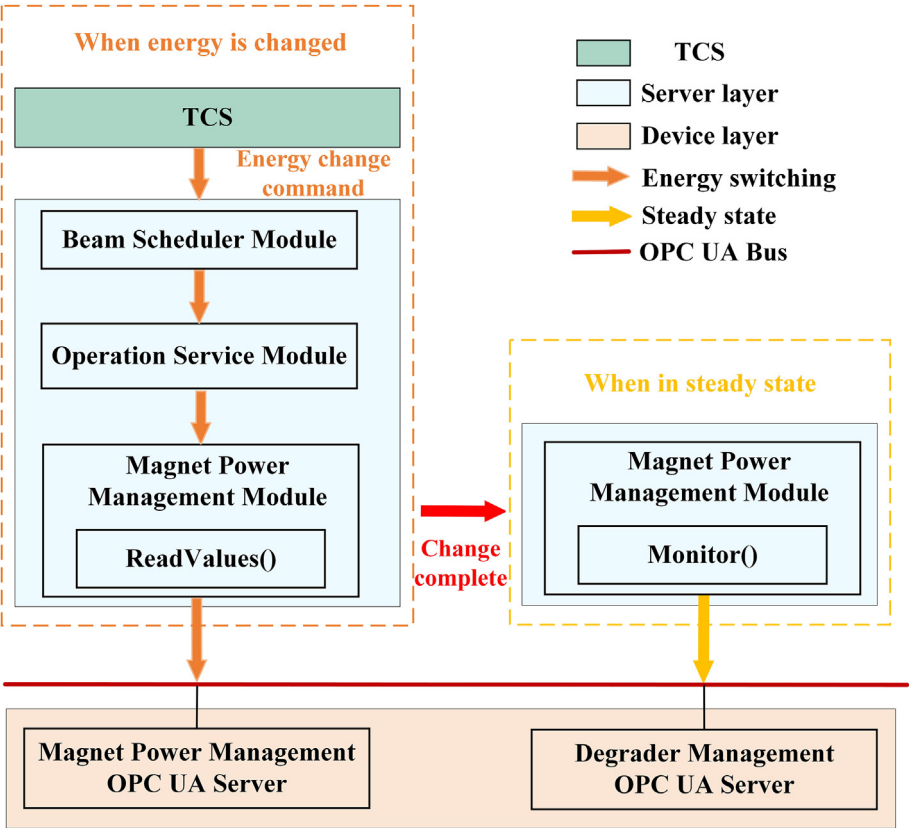 When energy is changed
TCS
Energy change
command
Beam Scheduler Module
Operation Service Module
Magnet Power
Management Module
ReadValues()
Change
complete
TCS
Server layer
Device layer
Energy switching
Steady state
OPC UA Bus
When in steady state
Magnet Power
Management Module
Monitor()
Magnet Power Management
OPC UA Server
Degrader Management
OPC UA Server